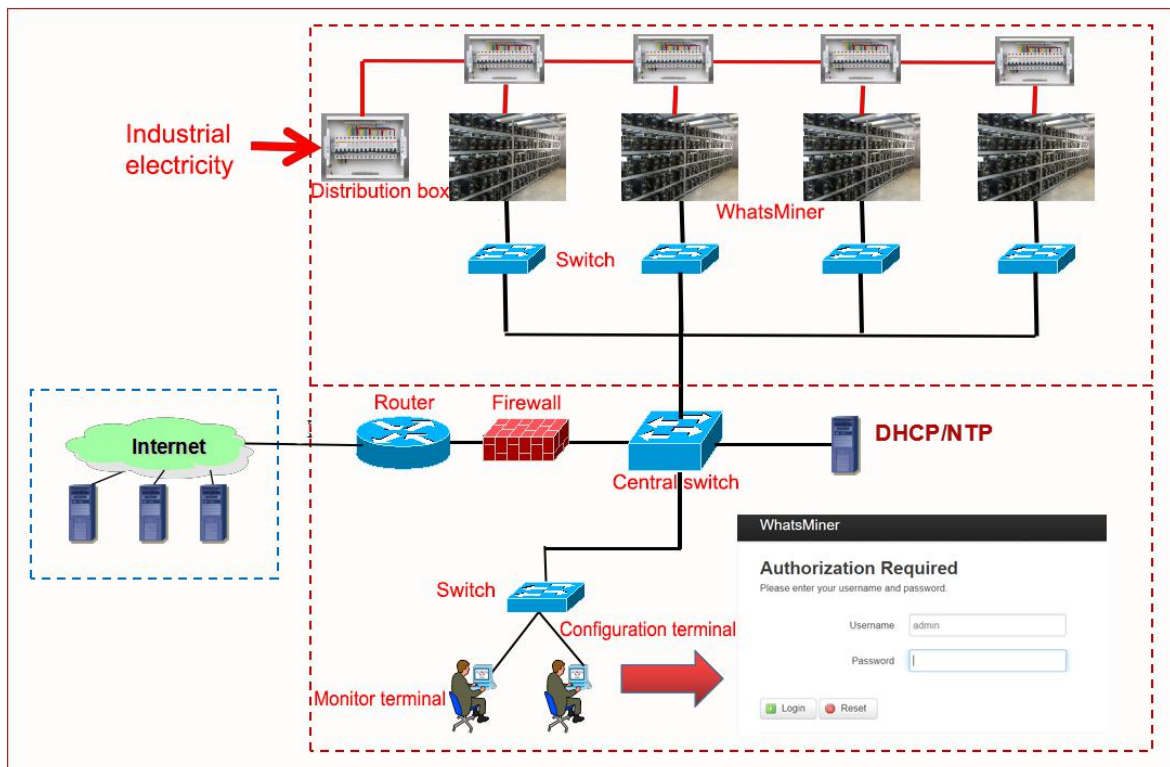 Industrial
electricity
Distribution box
WhatsMiner
Switch
Router
Firewall
Internet
DHCP/NTP
Central switch
Switch
Configuration terminal
Monitor terminal
WhatsMiner
Authorization Required
Please enter your username and password.
Username admin
Password
Login Reset